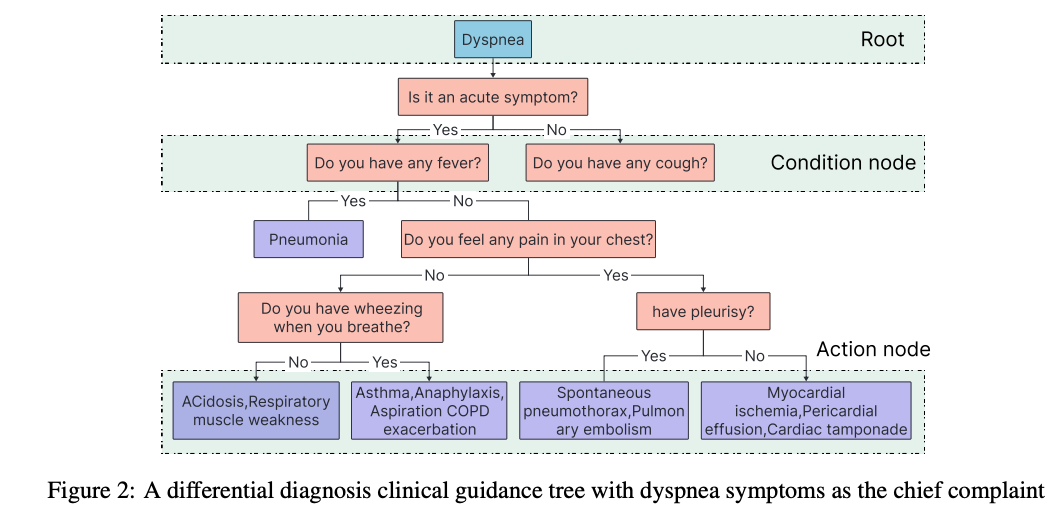 Dyspnea
Root
Is it an acute symptom?
Yes
No
Do you have any fever?
Do you have any cough?
Condition node
Yes
No
Pneumonia
Do you feel any pain in your chest?
No
Yes
Do you have wheezing
when you breathe?
have pleurisy?
No
Yes
Yes
No
Action node
ACidosis,Respiratory
muscle weakness
Asthma,Anaphylaxis,
Aspiration COPD
exacerbation
Spontaneous
pneumothorax,Pulmon
ary embolism
Myocardial
ischemia,Pericardial
effusion,Cardiac tamponade
Figure 2: A differential diagnosis clinical guidance tree with dyspnea symptoms as the chief complaint